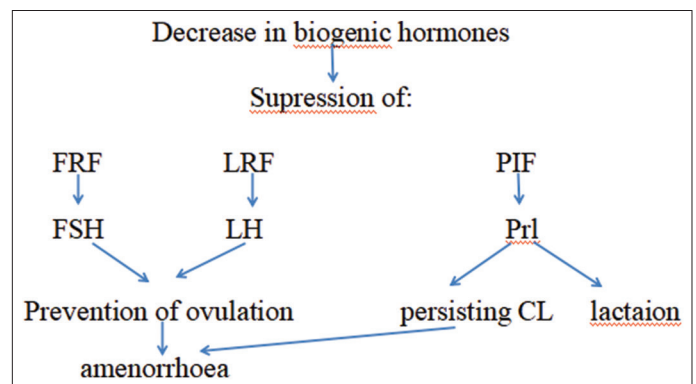 Decrease in biogenic hormones
Supression of:
FRF LRF PIF
FSH LH Prl
Prevention of ovulation persisting CL lactaion
amenorrhoea